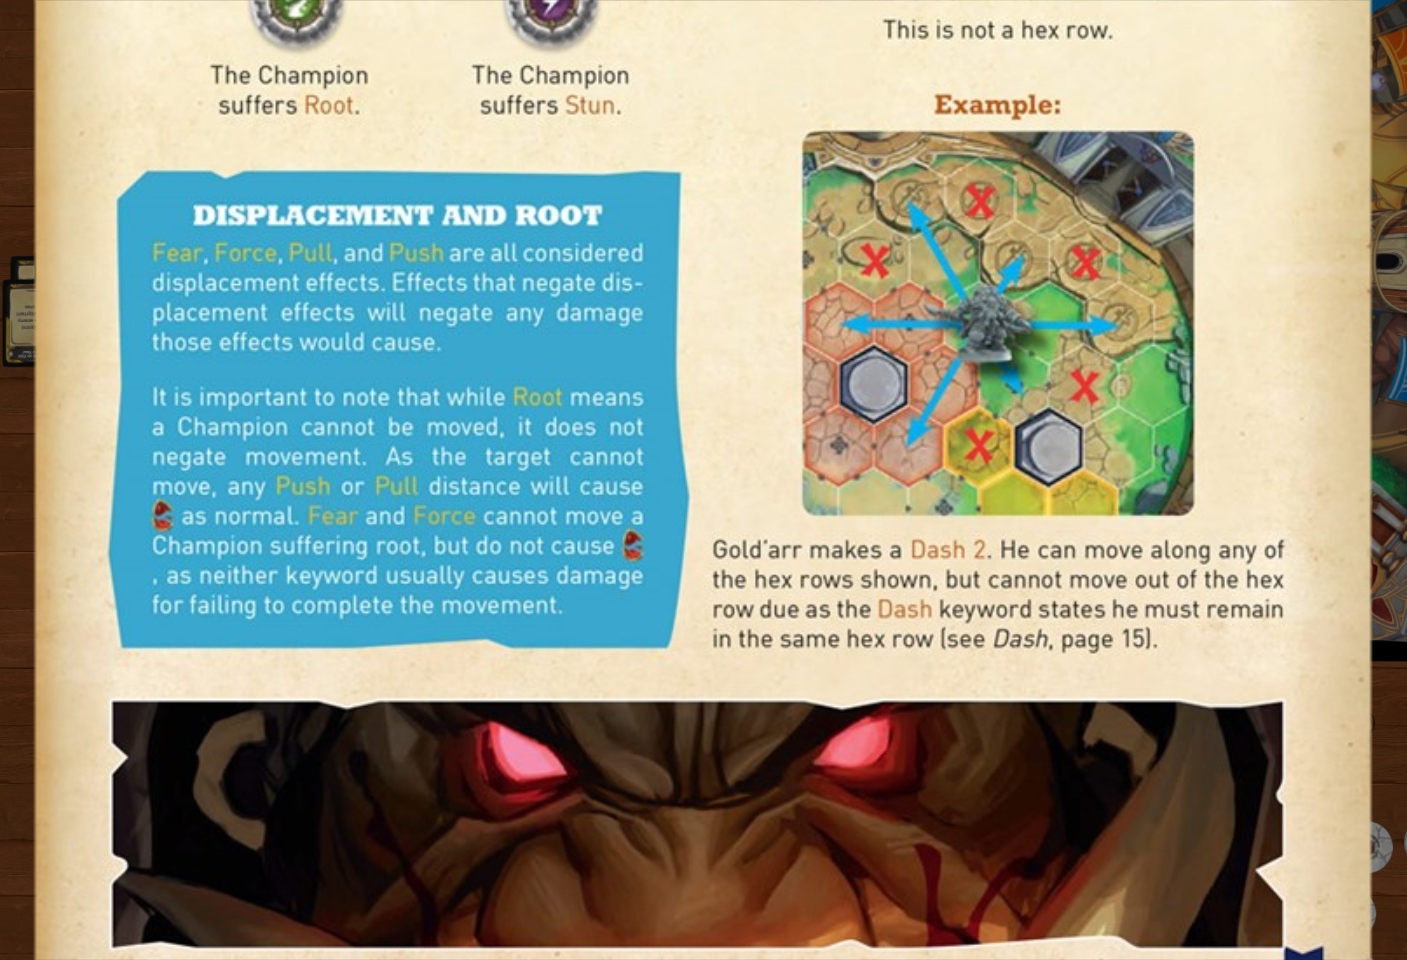 The Champion
suffers Root.
The Champion
suffers Stun.
DISPLACEMENT AND ROOT
Fear, Force, Pull, and Push are all considered
displacement effects. Effects that negate dis-
placement effects will negate any damage
those effects would cause.
It is important to note that while Root means
a Champion cannot be moved, it does not
negate movement. As the target cannot
move, any Push or Pull distance will cause
as normal. Fear and Force cannot move a
Champion suffering root, but do not cause
, as neither keyword usually causes damage
for failing to complete the movement.
This is not a hex row.
Example:
X
X
X
X
X
Gold'arr makes a Dash 2. He can move along any of
the hex rows shown, but cannot move out of the hex
row due as the Dash keyword states he must remain
in the same hex row (see Dash, page 15).